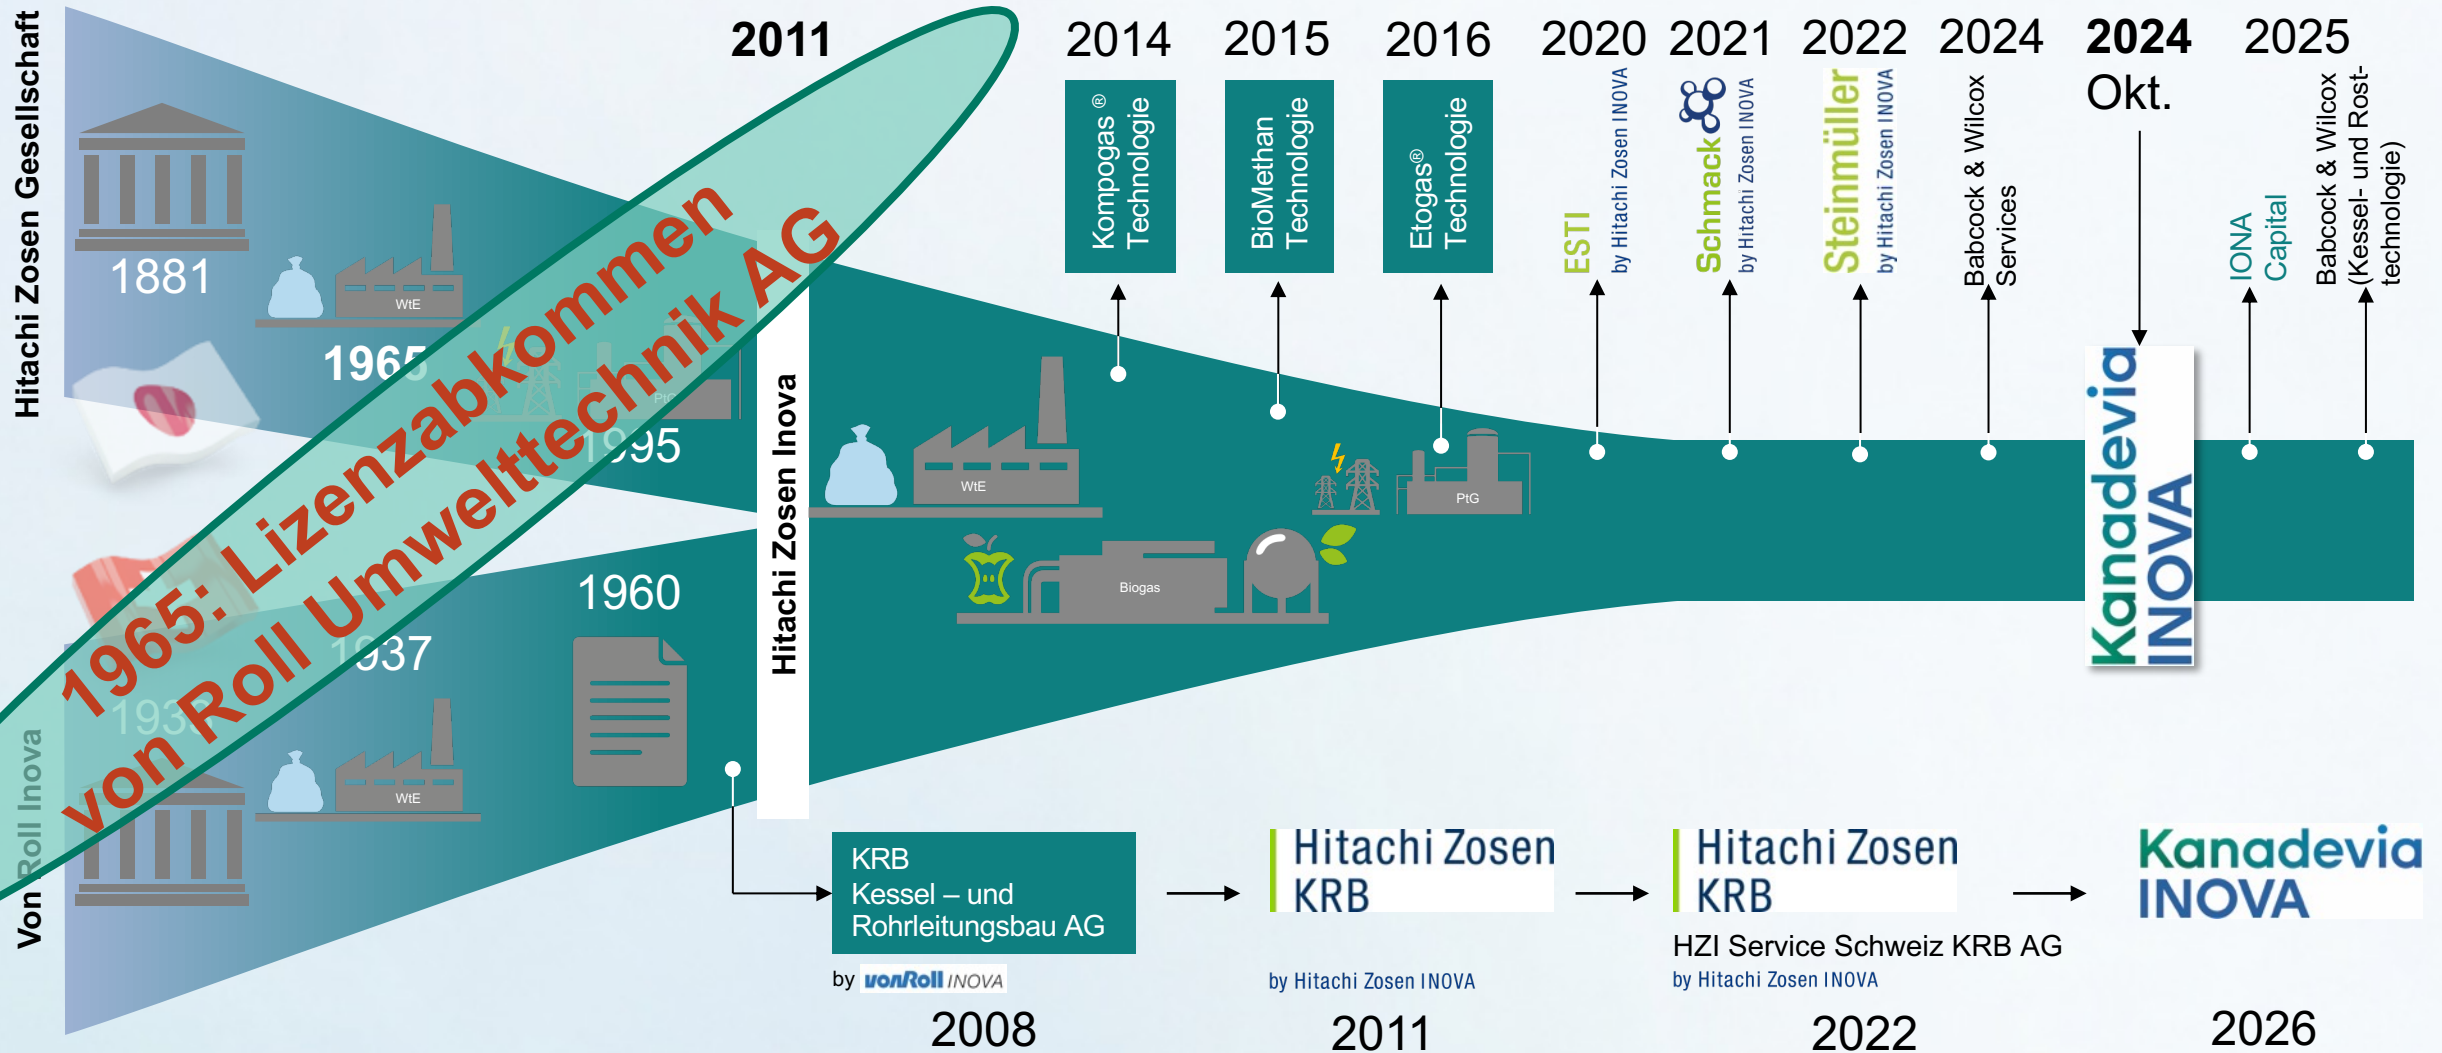 Hitachi Zosen Gesellschaft
1881
WtE
1965
PtG
1995
1965: Lizenzabkommen
von Roll Umwelttechnik AG
Von Roll Inova
1937
WtE
1960
2011
Hitachi Zosen Inova
WtE
Biogas
PtG
2014
Kompogas ®
Technologie
2015
BioMethan
Technologie
2016
Etogas®
Technologie
2020
ESTI
by Hitachi Zosen INOVA
2021
Schmack
by Hitachi Zosen INOVA
2022
Steinmüller
by Hitachi Zosen INOVA
2024
Babcock & Wilcox
Services
2024
Okt.
Kanadevia
INOVA
2025
IONA
Capital
Babcock & Wilcox
(Kessel- und Rost-
technologie)
KRB
Kessel – und
Rohrleitungsbau AG
by vonRoll INOVA
2008
Hitachi Zosen
KRB
by Hitachi Zosen INOVA
2011
Hitachi Zosen
KRB
HZI Service Schweiz KRB AG
by Hitachi Zosen INOVA
2022
Kanadevia
INOVA
2026